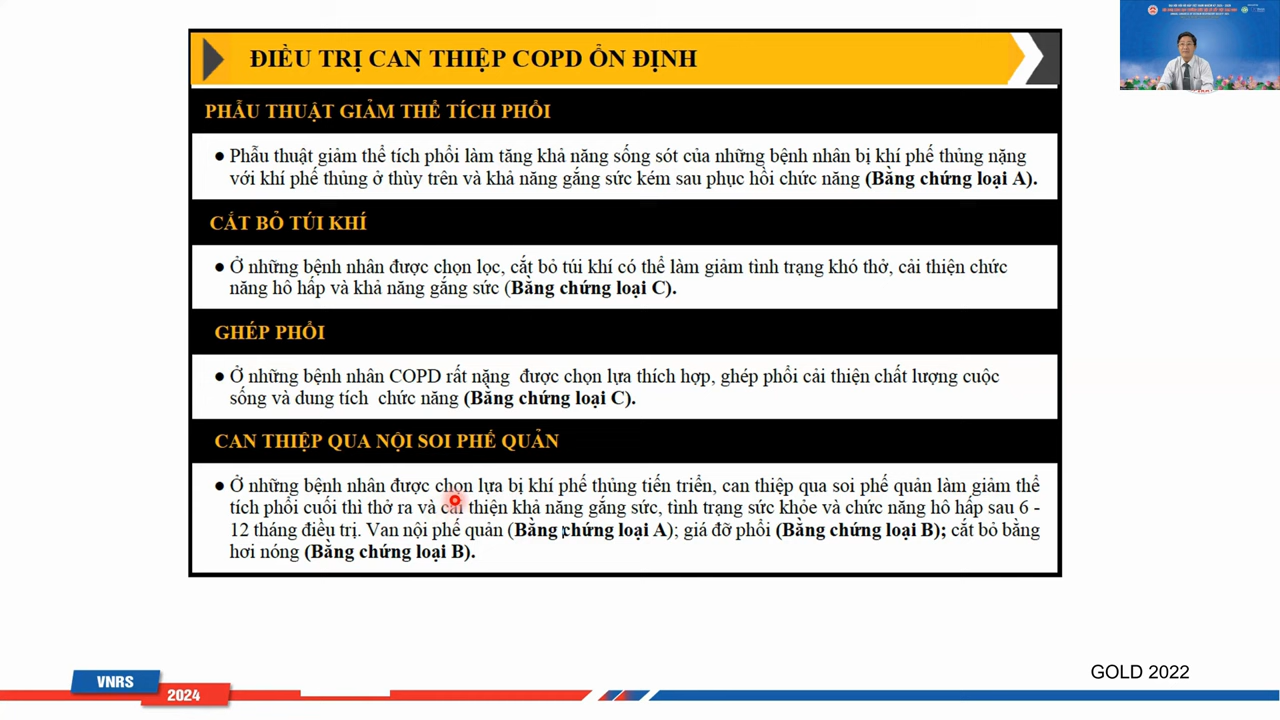 ĐIỀU TRỊ CAN THIỆP COPD ỔN ĐỊNH
PHẪU THUẬT GIẢM THỂ TÍCH PHỔI
● Phẫu thuật giảm thể tích phổi làm tăng khả năng sống sót của những bệnh nhân bị khí phế thủng nặng
với khí phế thủng ở thùy trên và khả năng gắng sức kém sau phục hồi chức năng (Bằng chứng loại A).
CẮT BỎ TÚI KHÍ
● Ở những bệnh nhân được chọn lọc, cắt bỏ túi khí có thể làm giảm tình trạng khó thở, cải thiện chức
năng hô hấp và khả năng gắng sức (Bằng chứng loại C).
GHÉP PHỔI
● Ở những bệnh nhân COPD rất nặng được chọn lựa thích hợp, ghép phổi cải thiện chất lượng cuộc
sống và dung tích chức năng (Bằng chứng loại C).
CAN THIỆP QUA NỘI SOI PHẾ QUẢN
● Ở những bệnh nhân được chọn lựa bị khí phế thủng tiến triển, can thiệp qua soi phế quản làm giảm thể
tích phổi cuối thì thở ra và cải thiện khả năng gắng sức, tình trạng sức khỏe và chức năng hô hấp sau 6 -
12 tháng điều trị. Van nội phế quản (Bằng chứng loại A); giá đỡ phổi (Bằng chứng loại B); cắt bỏ bằng
hơi nóng (Bằng chứng loại B).
GOLD 2022
VNRS
2024